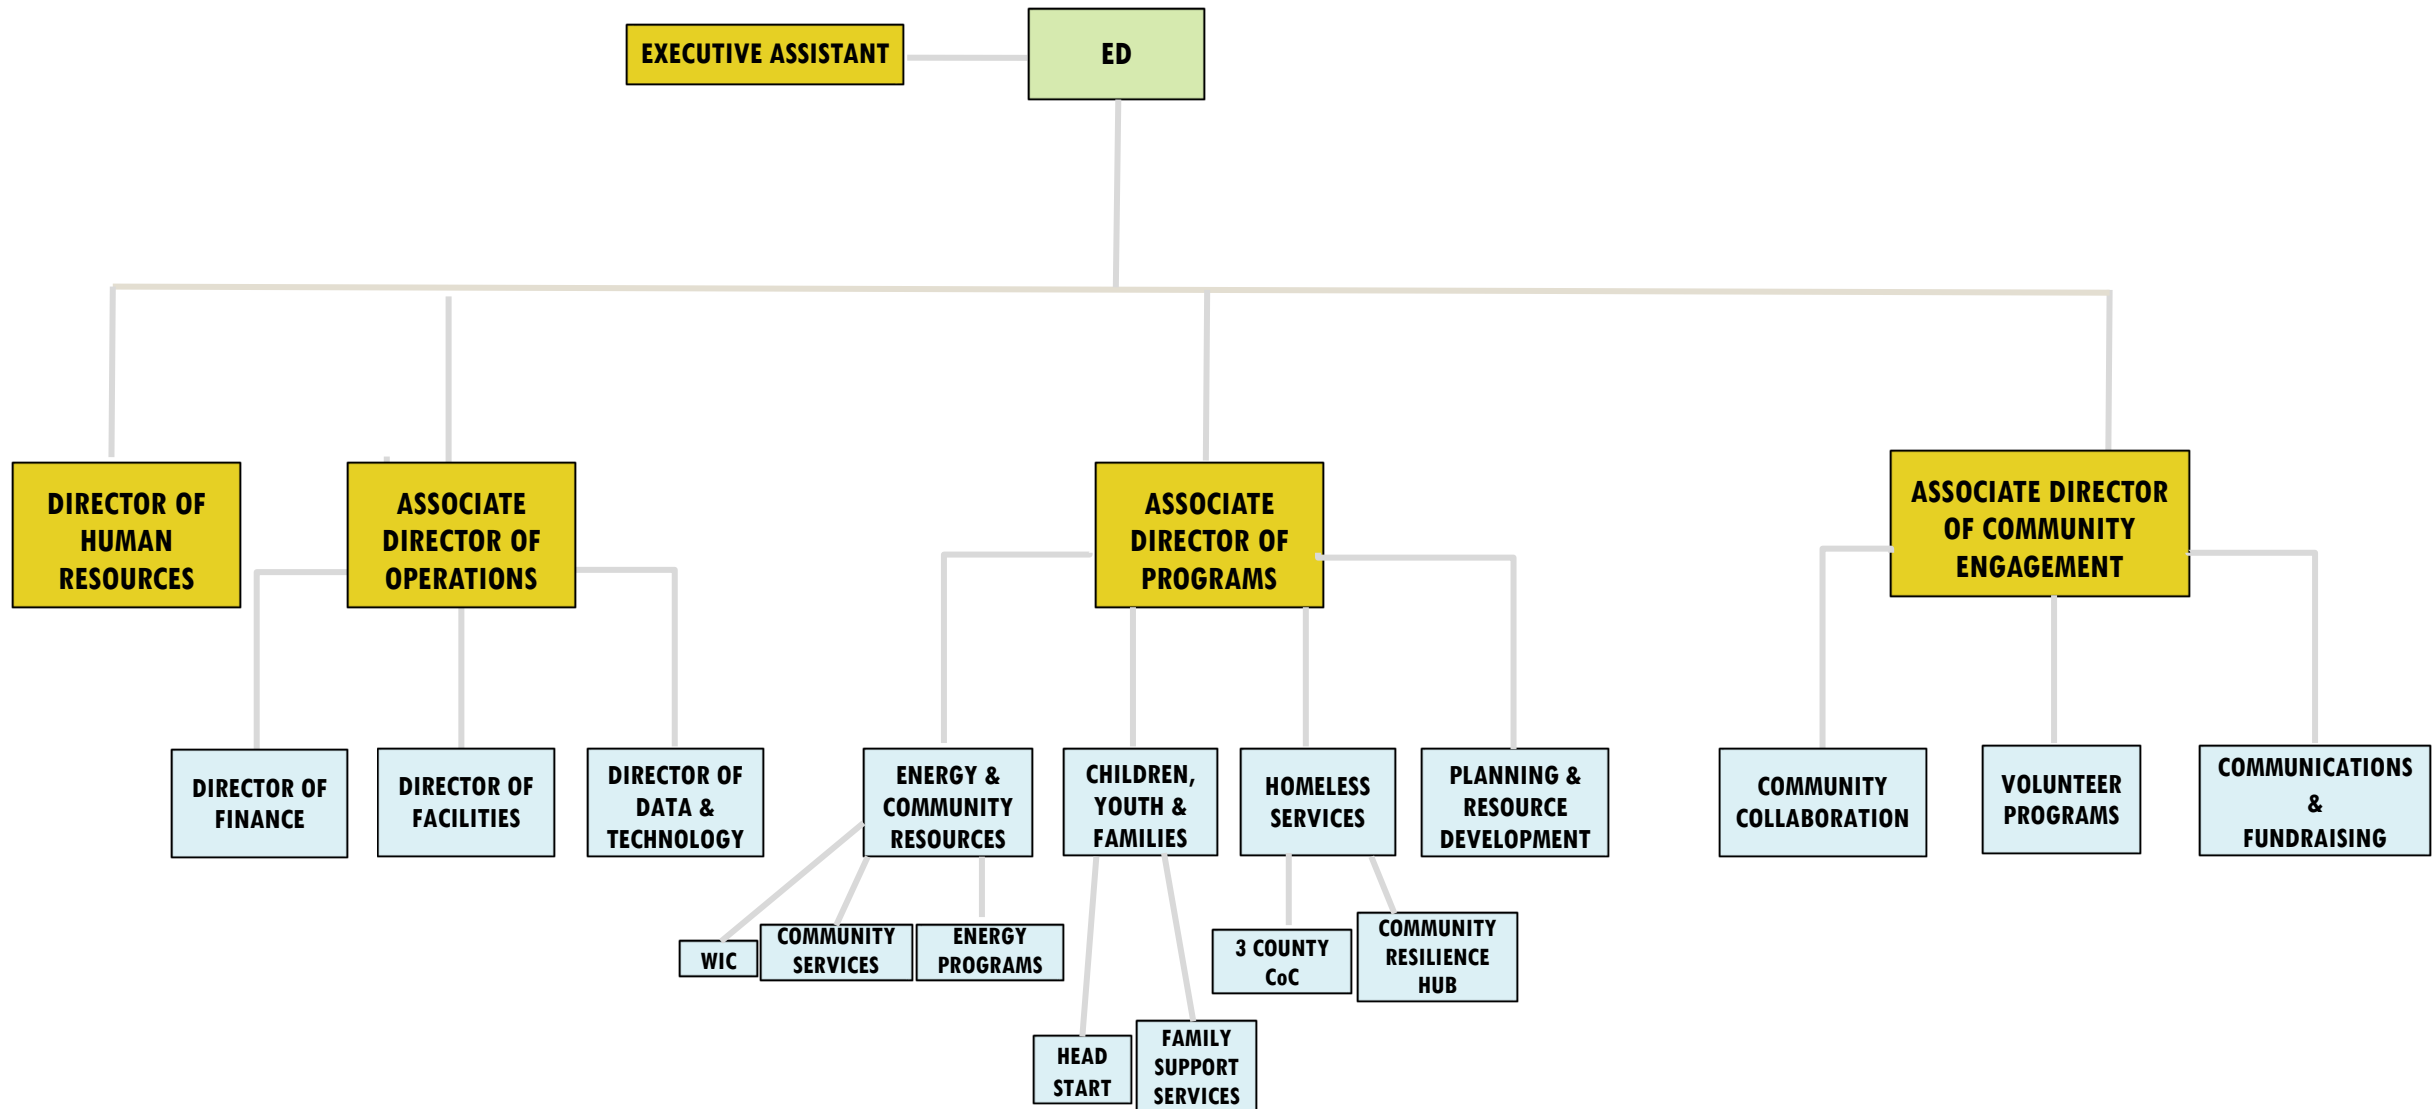 EXECUTIVE ASSISTANT
ED
DIRECTOR OF
HUMAN
RESOURCES
ASSOCIATE
DIRECTOR OF
OPERATIONS
ASSOCIATE
DIRECTOR OF
PROGRAMS
ASSOCIATE DIRECTOR
OF COMMUNITY
ENGAGEMENT
DIRECTOR OF
FINANCE
DIRECTOR OF
FACILITIES
DIRECTOR OF
DATA &
TECHNOLOGY
ENERGY &
COMMUNITY
RESOURCES
CHILDREN,
YOUTH &
FAMILIES
HOMELESS
SERVICES
PLANNING &
RESOURCE
DEVELOPMENT
COMMUNITY
COLLABORATION
VOLUNTEER
PROGRAMS
COMMUNICATIONS
&
FUNDRAISING
WIC
COMMUNITY
SERVICES
ENERGY
PROGRAMS
3 COUNTY
CoC
COMMUNITY
RESILIENCE
HUB
HEAD
START
FAMILY
SUPPORT
SERVICES